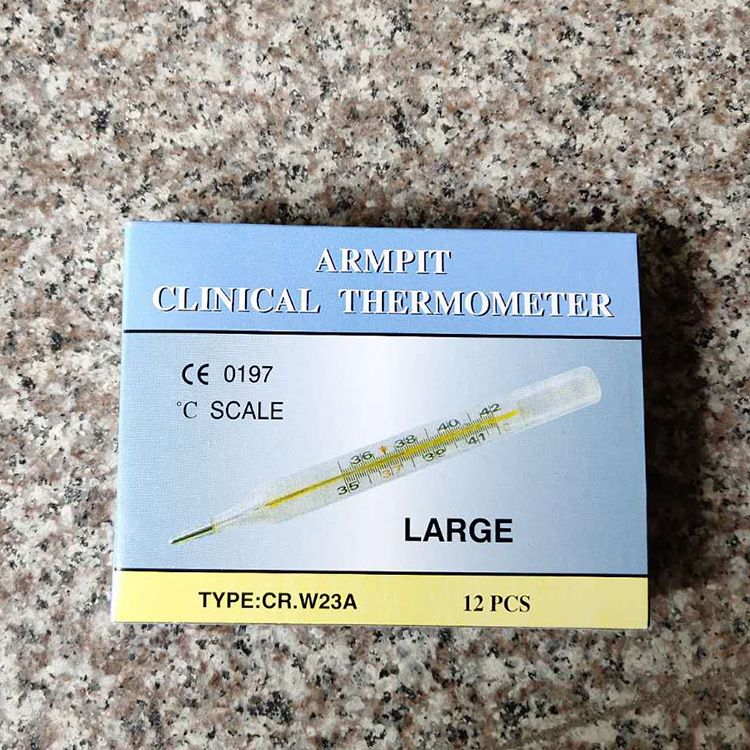 ARMPIT
CLINICAL THERMOMETER
CE 0197
°C SCALE
36 38 40 42
35 37 39 41 °C
LARGE
TYPE:CR.W23A 12 PCS